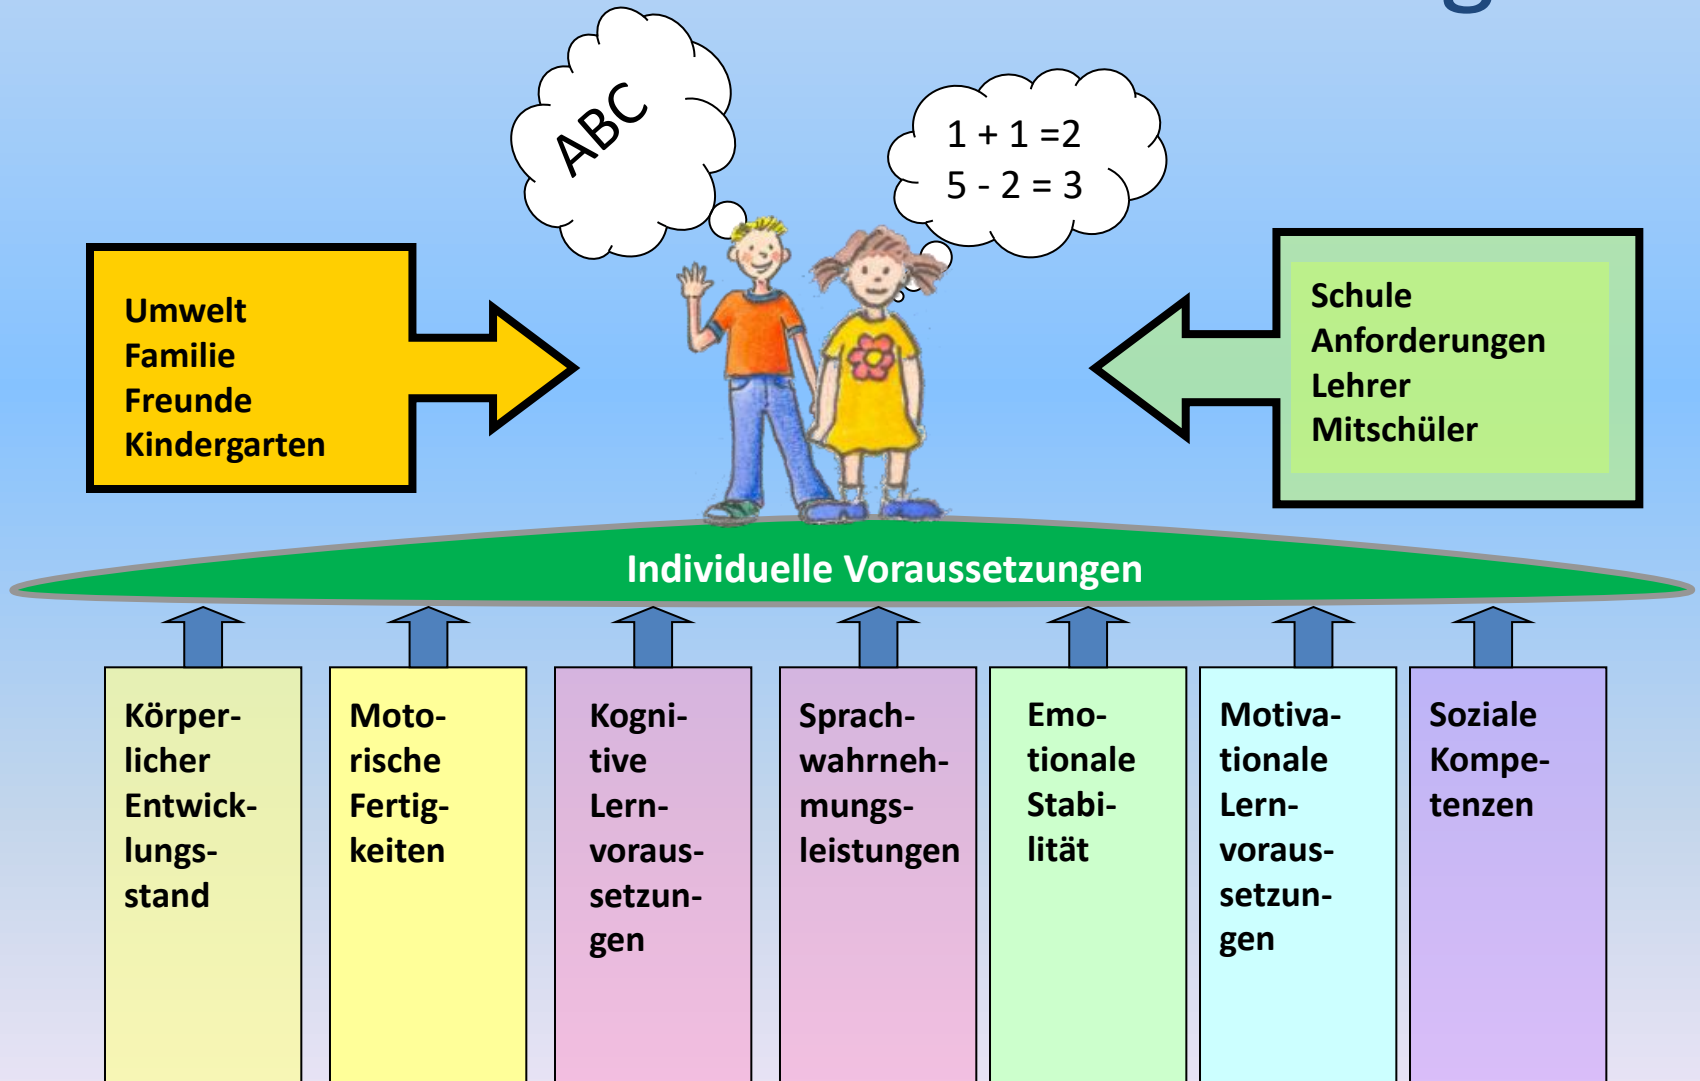 ABC
1 + 1 =2
5 - 2 = 3
Umwelt
Familie
Freunde
Kindergarten
Schule
Anforderungen
Lehrer
Mitschüler
Individuelle Voraussetzungen
Körper-
licher
Entwick-
lungs-
stand
Moto-
rische
Fertig-
keiten
Kogni-
tive
Lern-
voraus-
setzun-
gen
Sprach-
wahrneh-
mungs-
leistungen
Emo-
tionale
Stabi-
lität
Motiva-
tionale
Lern-
voraus-
setzun-
gen
Soziale
Kompe-
tenzen